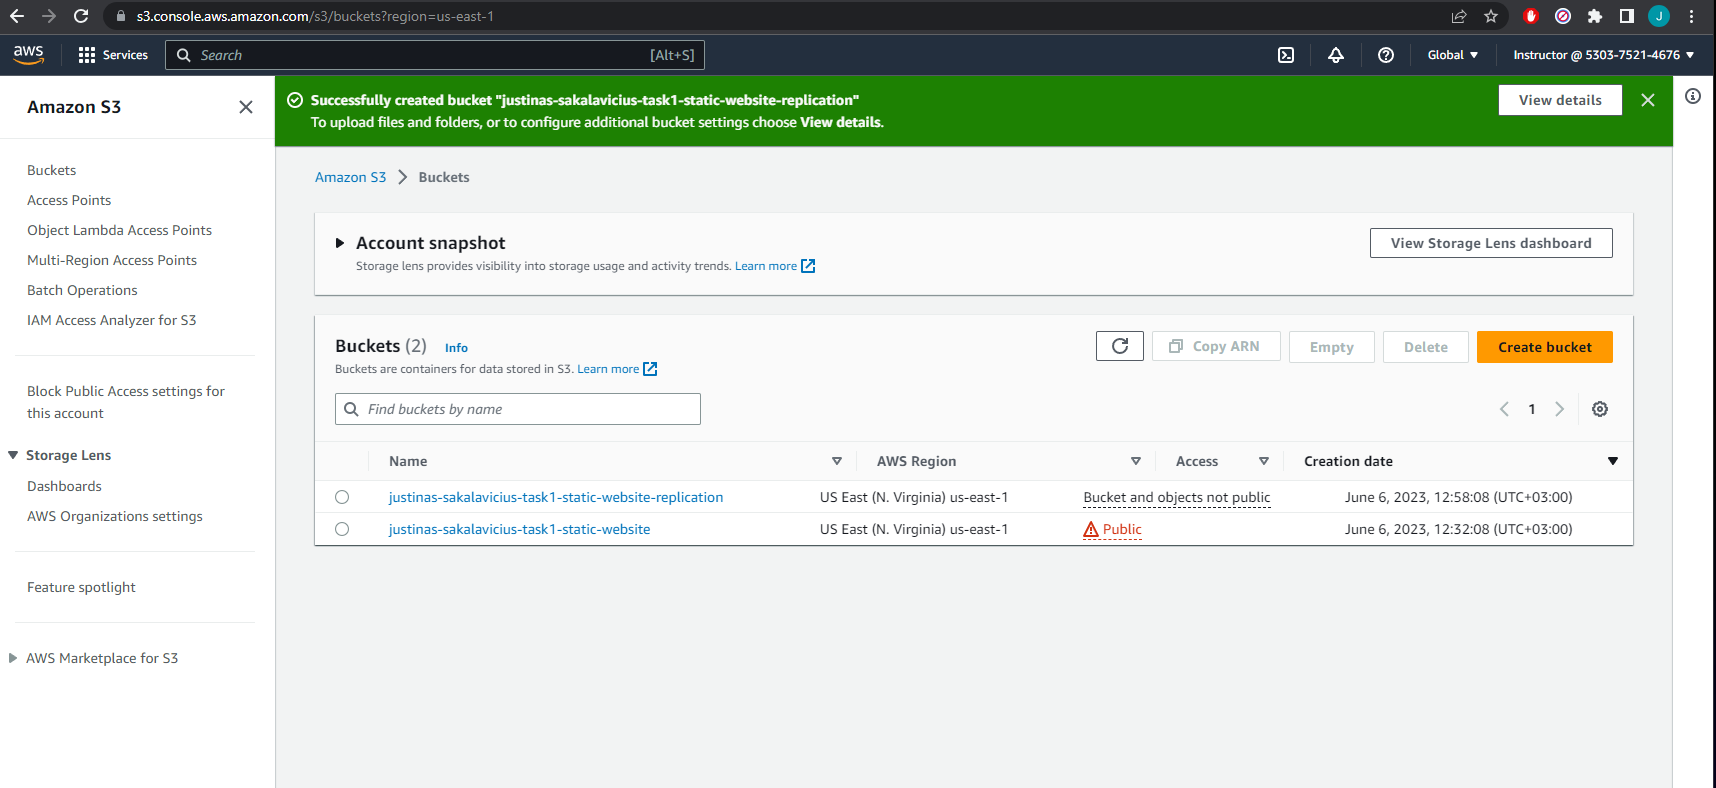 s3.console.aws.amazon.com/s3/buckets?region=us-east-1
J
aws
Services
Search
[Alt+S]
Global
Instructor @ 5303-7521-4676
Amazon S3
Buckets
Access Points
Object Lambda Access Points
Multi-Region Access Points
Batch Operations
IAM Access Analyzer for S3
Block Public Access settings for
this account
Storage Lens
Dashboards
AWS Organizations settings
Feature spotlight
AWS Marketplace for S3
Successfully created bucket "justinas-sakalavicius-task1-static-website-replication"
To upload files and folders, or to configure additional bucket settings choose View details.
View details
Amazon S3 > Buckets
Account snapshot
Storage lens provides visibility into storage usage and activity trends. Learn more
View Storage Lens dashboard
Buckets (2) Info
Buckets are containers for data stored in S3. Learn more
Copy ARN
Empty
Delete
Create bucket
Find buckets by name
1
Name AWS Region Access Creation date
justinas-sakalavicius-task1-static-website-replication US East (N. Virginia) us-east-1 Bucket and objects not public June 6, 2023, 12:58:08 (UTC+03:00)
justinas-sakalavicius-task1-static-website US East (N. Virginia) us-east-1 Public June 6, 2023, 12:32:08 (UTC+03:00)